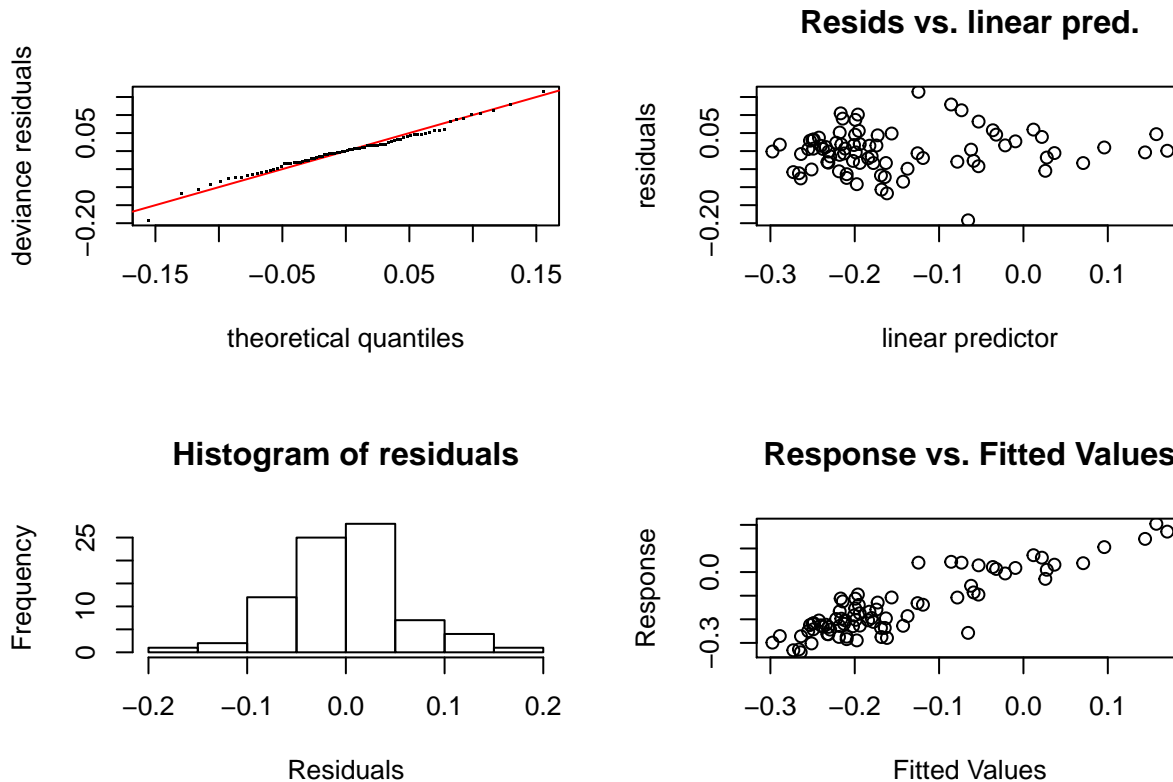 deviance residuals
−0.20
0.05
−0.15
−0.05
0.05
0.15
theoretical quantiles
Resids vs. linear pred.
residuals
−0.20
0.05
−0.3
−0.2
−0.1
0.0
0.1
linear predictor
Histogram of residuals
Frequency
0
10
25
−0.2
−0.1
0.0
0.1
0.2
Residuals
Response vs. Fitted Values
Response
−0.3
0.0
−0.3
−0.2
−0.1
0.0
0.1
Fitted Values